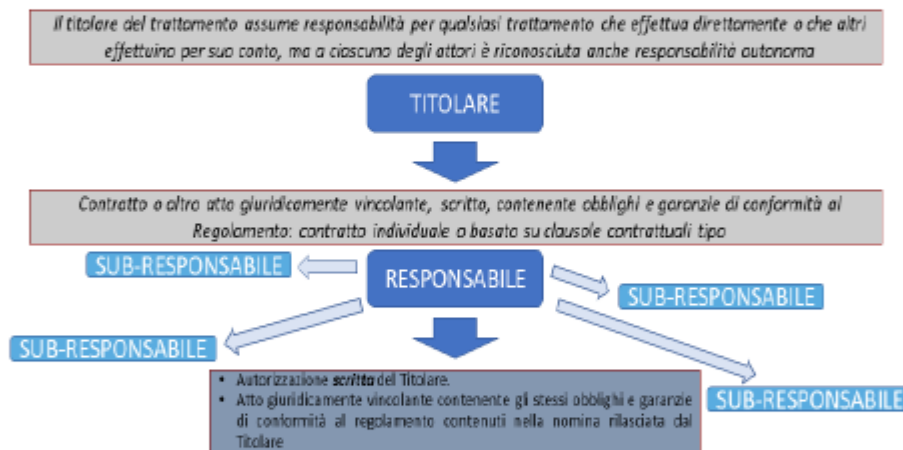 Il titolare del trattamento assume responsabilità per qualsiasi trattamento che effettua direttamente o che altri
effettuino per suo conto, ma a ciascuno degli attori è riconosciuta anche responsabilità autonoma
TITOLARE
Contratto o altro atto giuridicamente vincolante, scritto, contenente obblighi e garanzie di conformità al
Regolamento: contratto individuale o basato su clausole contrattuali tipo
SUB-RESPONSABILE
RESPONSABILE
SUB-RESPONSABILE
SUB-RESPONSABILE
SUB-RESPONSABILE
• Autorizzazione scritta del Titolare.
• Atto giuridicamente vincolante contenente gli stessi obblighi e garanzie
di conformità al regolamento contenuti nella nomina rilasciata dal
Titolare